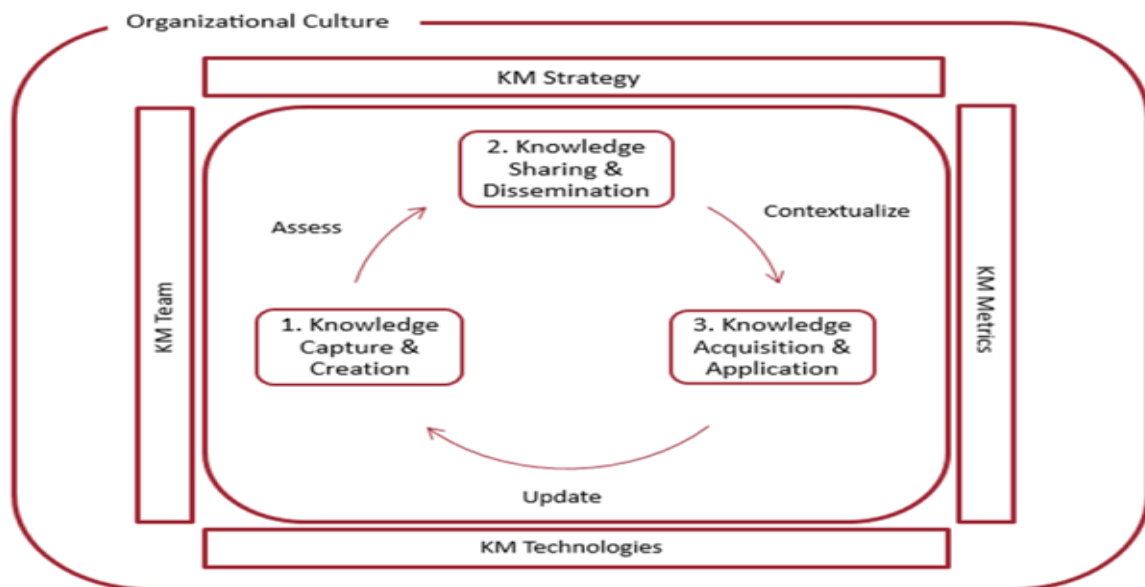 Organizational Culture
KM Strategy
2. Knowledge
Sharing &
Dissemination
Assess
Contextualize
KM Team
1. Knowledge
Capture &
Creation
3. Knowledge
Acquisition &
Application
KM Metrics
Update
KM Technologies